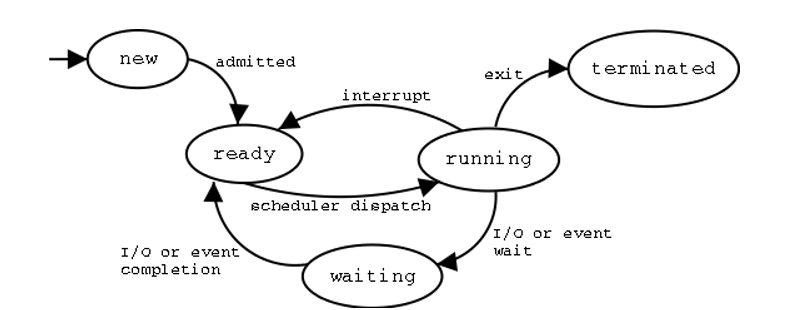 new
admitted
terminated
exit
interrupt
ready
running
scheduler dispatch
I/O or event
wait
I/O or event
completion
waiting